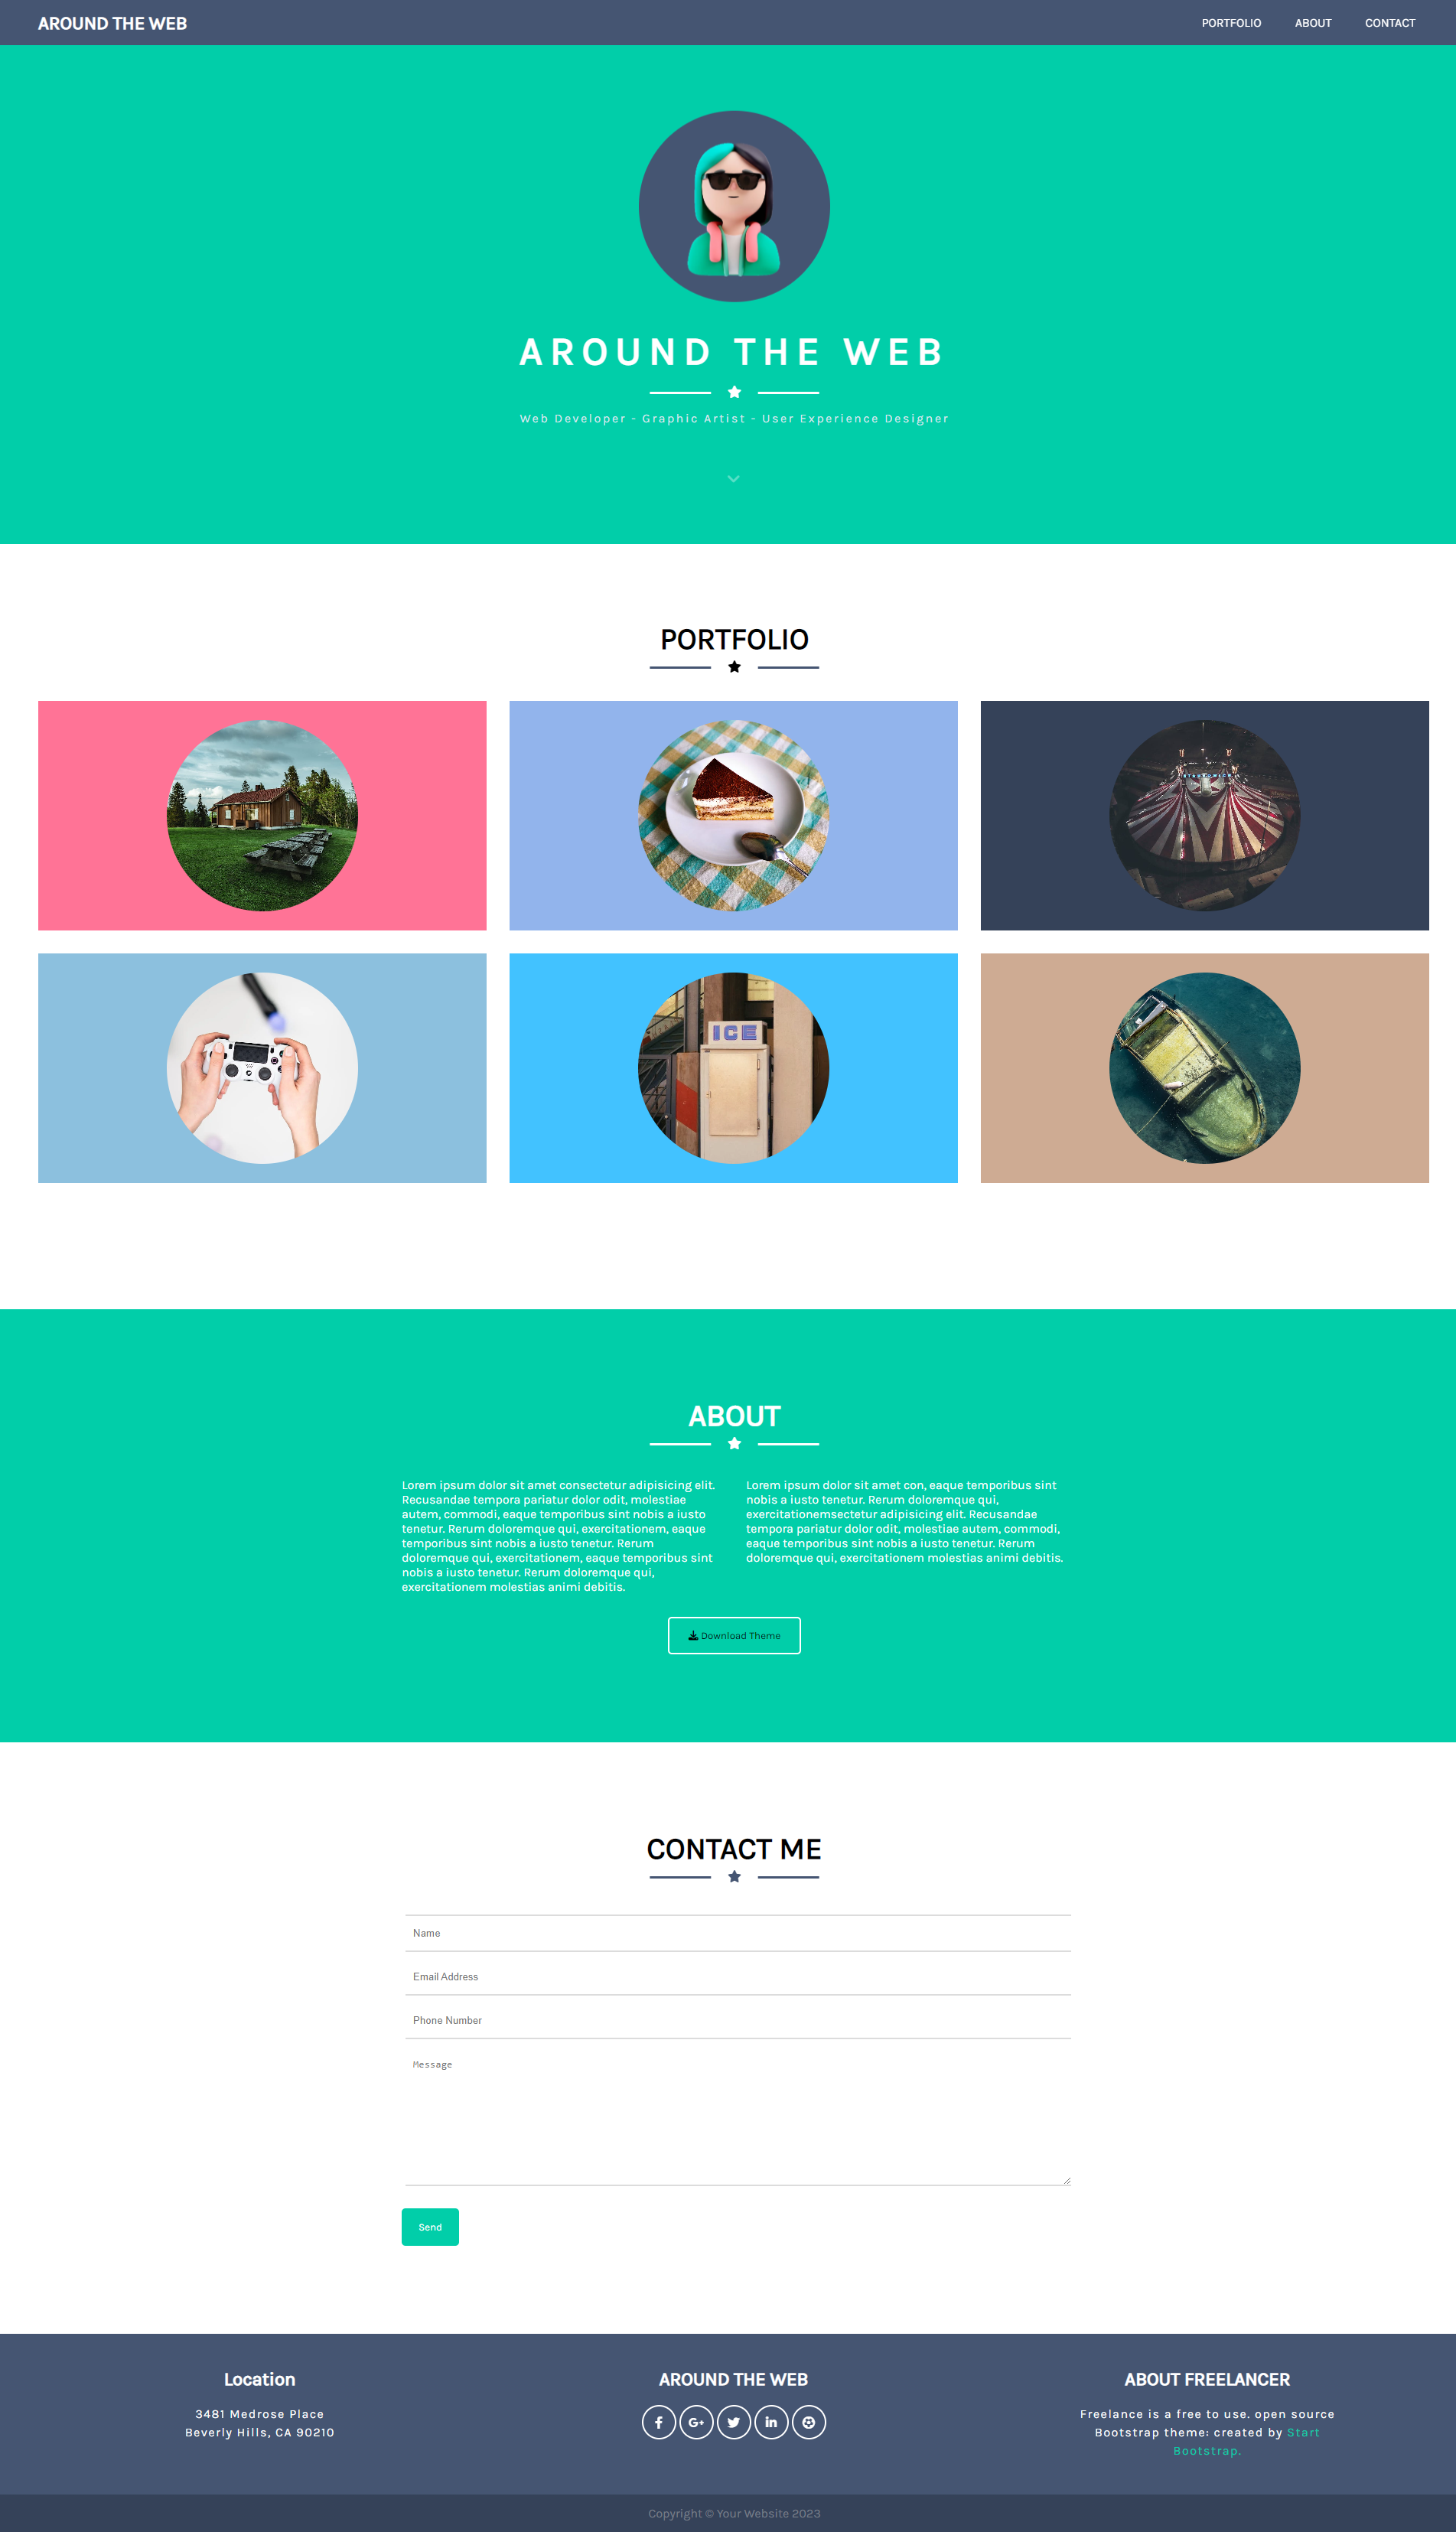 AROUND THE WEB
PORTFOLIO ABOUT CONTACT
AROUND THE WEB
Web Developer - Graphic Artist - User Experience Designer
PORTFOLIO
ICE
ABOUT
Lorem ipsum dolor sit amet consectetur adipisicing elit.
Recusandae tempora pariatur dolor odit, molestiae
autem, commodi, eaque temporibus sint nobis a iusto
tenetur. Rerum doloremque qui, exercitationem, eaque
temporibus sint nobis a iusto tenetur. Rerum
doloremque qui, exercitationem, eaque temporibus sint
nobis a iusto tenetur. Rerum doloremque qui,
exercitationem molestias animi debitis.
Lorem ipsum dolor sit amet con, eaque temporibus sint
nobis a iusto tenetur. Rerum doloremque qui,
exercitationemsectetur adipisicing elit. Recusandae
tempora pariatur dolor odit, molestiae autem, commodi,
eaque temporibus sint nobis a iusto tenetur. Rerum
doloremque qui, exercitationem molestias animi debitis.
Download Theme
CONTACT ME
Name
Email Address
Phone Number
Message
Send
Location
3481 Medrose Place
Beverly Hills, CA 90210
AROUND THE WEB
ABOUT FREELANCER
Freelance is a free to use. open source
Bootstrap theme: created by Start
Bootstrap.
Copyright © Your Website 2023